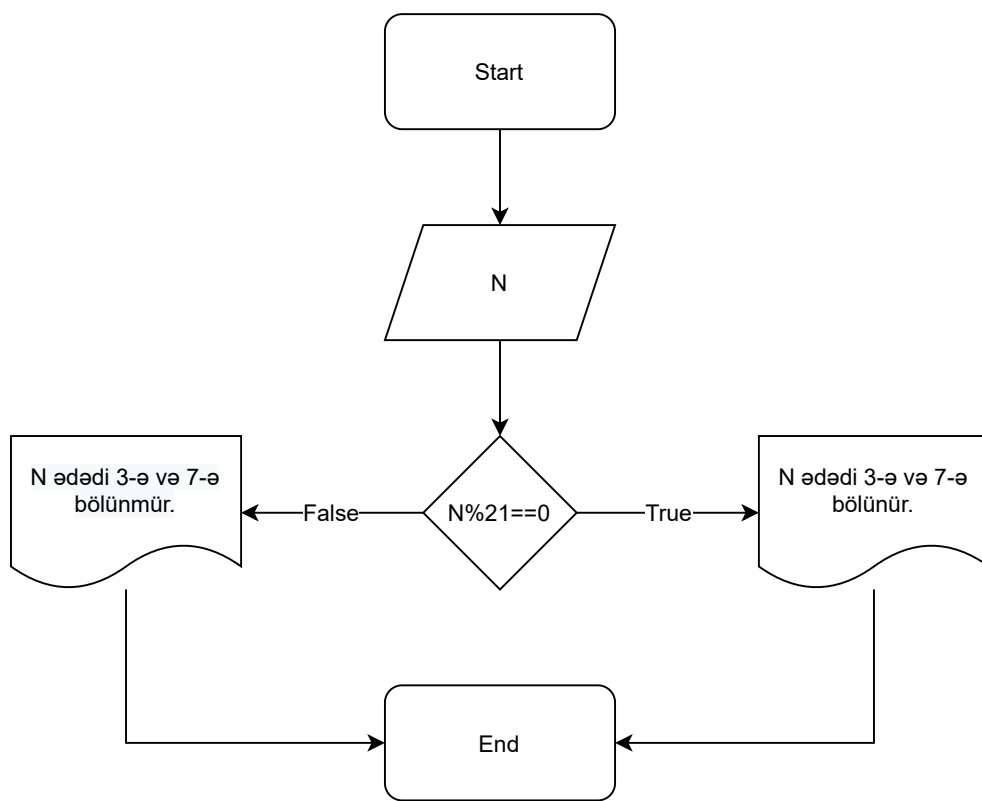 Start
N
N%21==0
False
True
N ədədi 3-ə və 7-ə
bölünmür.
N ədədi 3-ə və 7-ə
bölünür.
End